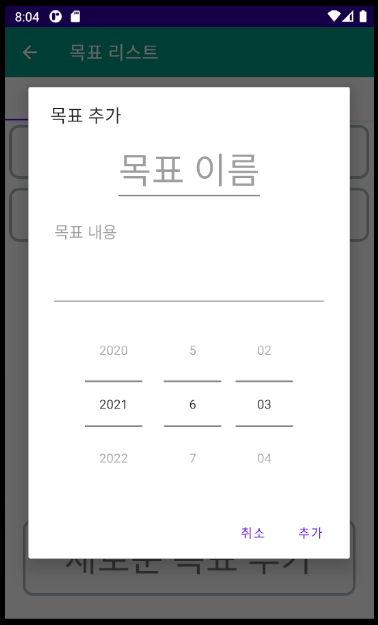 8:04
목표 리스트
목표 추가
목표 이름
목표 내용
2020 5 02
2021 6 03
2022 7 04
취소 추가
새로운 목표 추가